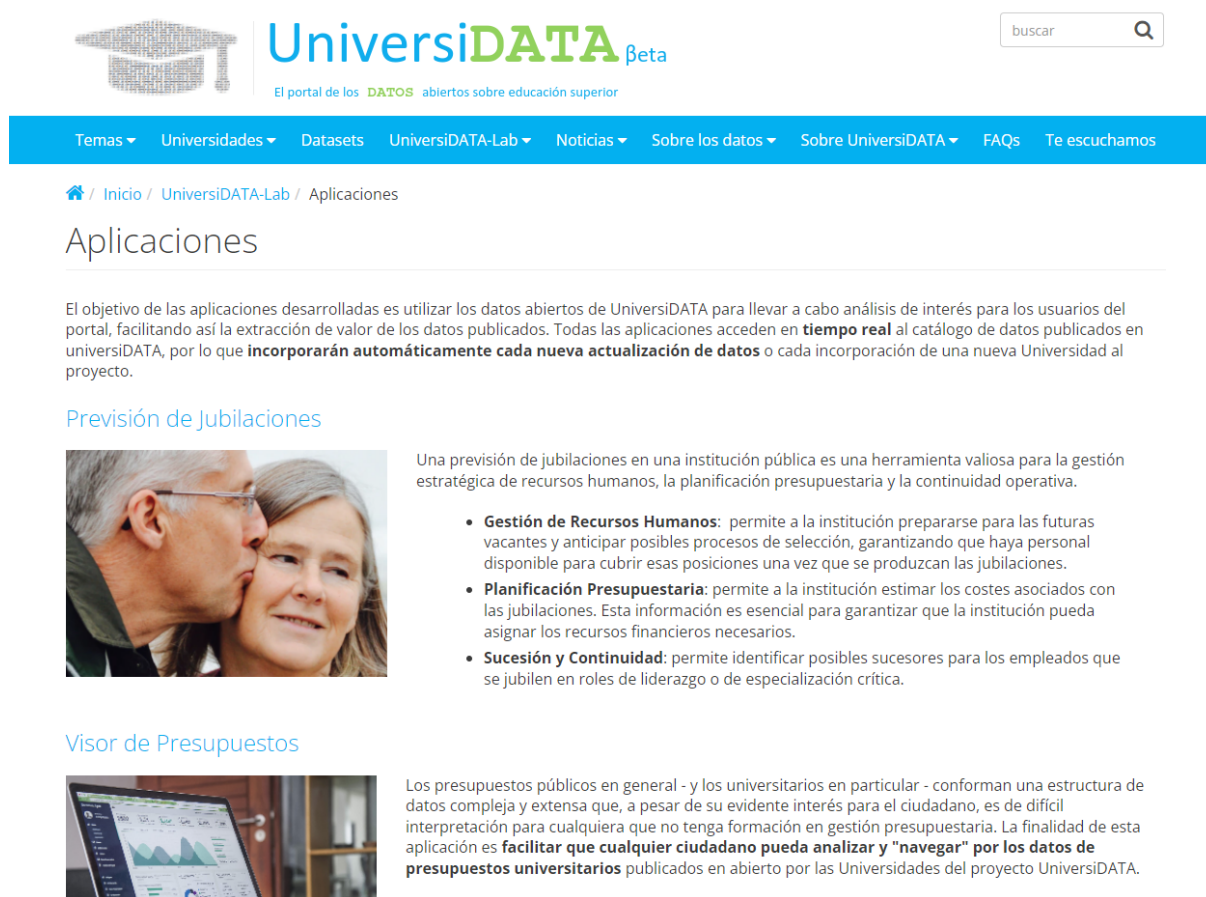 UniversiDATA βeta
El portal de los DATOS abiertos sobre educación superior
buscar
Temas Universidades Datasets UniversiDATA-Lab Noticias Sobre los datos Sobre UniversiDATA FAQs Te escuchamos
/ Inicio / UniversiDATA-Lab / Aplicaciones
Aplicaciones
El objetivo de las aplicaciones desarrolladas es utilizar los datos abiertos de UniversiDATA para llevar a cabo análisis de interés para los usuarios del
portal, facilitando así la extracción de valor de los datos publicados. Todas las aplicaciones acceden en tiempo real al catálogo de datos publicados en
universiDATA, por lo que incorporarán automáticamente cada nueva actualización de datos o cada incorporación de una nueva Universidad al
proyecto.
Previsión de Jubilaciones
Una previsión de jubilaciones en una institución pública es una herramienta valiosa para la gestión
estratégica de recursos humanos, la planificación presupuestaria y la continuidad operativa.
• Gestión de Recursos Humanos: permite a la institución prepararse para las futuras
vacantes y anticipar posibles procesos de selección, garantizando que haya personal
disponible para cubrir esas posiciones una vez que se produzcan las jubilaciones.
• Planificación Presupuestaria: permite a la institución estimar los costes asociados con
las jubilaciones. Esta información es esencial para garantizar que la institución pueda
asignar los recursos financieros necesarios.
• Sucesión y Continuidad: permite identificar posibles sucesores para los empleados que
se jubilen en roles de liderazgo o de especialización crítica.
Visor de Presupuestos
Los presupuestos públicos en general - y los universitarios en particular - conforman una estructura de
datos compleja y extensa que, a pesar de su evidente interés para el ciudadano, es de difícil
interpretación para cualquiera que no tenga formación en gestión presupuestaria. La finalidad de esta
aplicación es facilitar que cualquier ciudadano pueda analizar y "navegar" por los datos de
presupuestos universitarios publicados en abierto por las Universidades del proyecto UniversiDATA.